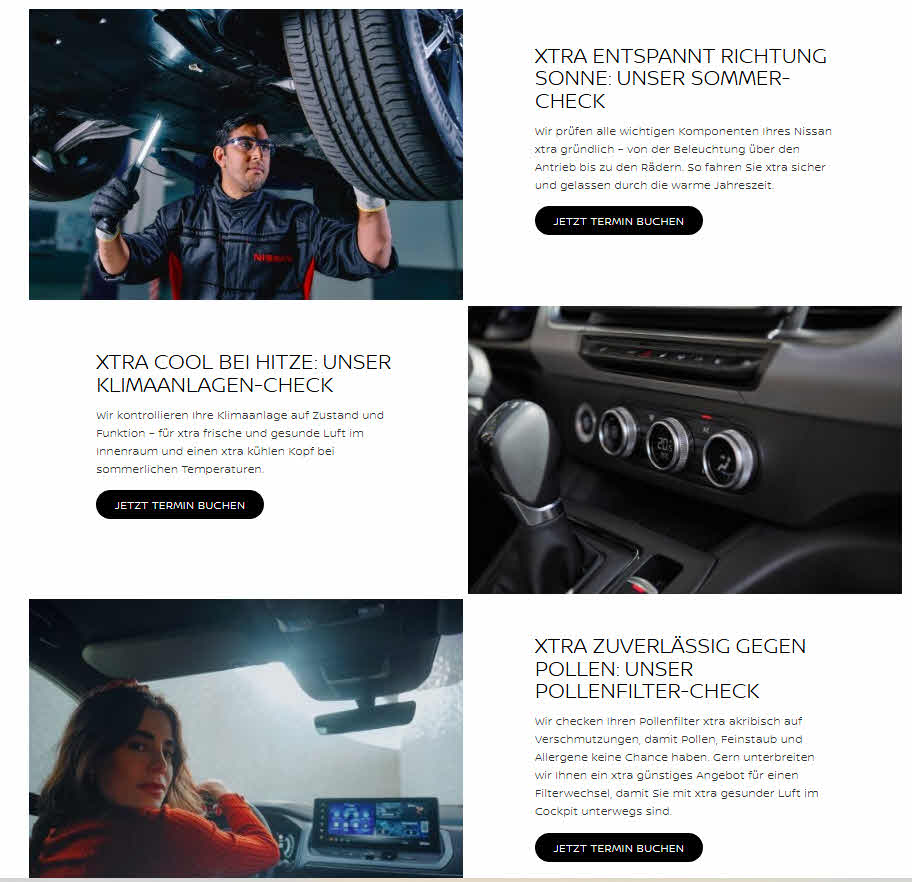 XTRA ENTSPANNT RICHTUNG
SONNE: UNSER SOMMER-
CHECK
Wir prüfen alle wichtigen Komponenten Ihres Nissan
xtra gründlich – von der Beleuchtung über den
Antrieb bis zu den Rädern. So fahren Sie xtra sicher
und gelassen durch die warme Jahreszeit.
JETZT TERMIN BUCHEN
NISSAN
XTRA COOL BEI HITZE: UNSER
KLIMAANLAGEN-CHECK
Wir kontrollieren Ihre Klimaanlage auf Zustand und
Funktion – für xtra frische und gesunde Luft im
Innenraum und einen xtra kühlen Kopf bei
sommerlichen Temperaturen.
JETZT TERMIN BUCHEN
XTRA ZUVERLÄSSIG GEGEN
POLLEN: UNSER
POLLENFILTER-CHECK
Wir checken Ihren Pollenfilter xtra akribisch auf
Verschmutzungen, damit Pollen, Feinstaub und
Allergene keine Chance haben. Gern unterbreiten
wir Ihnen ein xtra günstiges Angebot für einen
Filterwechsel, damit Sie mit xtra gesunder Luft im
Cockpit unterwegs sind.
JETZT TERMIN BUCHEN